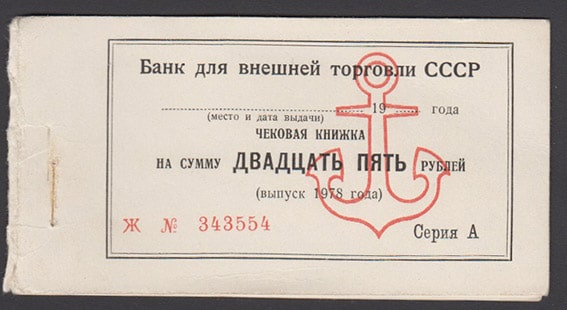 Банк для внешней торговли СССР
19 года
(место и дата выдачи)
ЧЕКОВАЯ КНИЖКА
НА СУММУ ДВАДЦАТЬ ПЯТЬ РУБЛЕЙ
(выпуск 1978 года)
Ж № 343554
Серия А